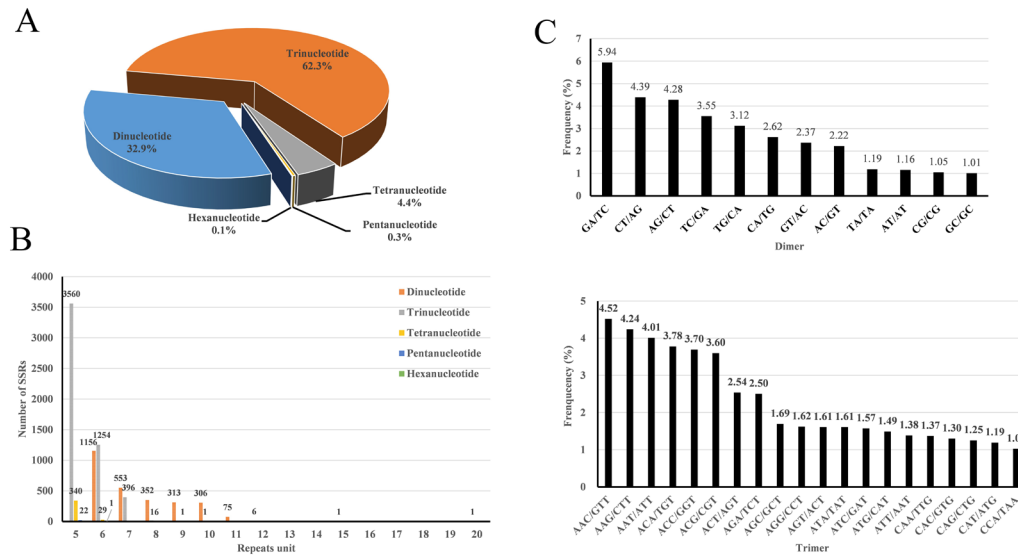 A
Trinucleotide
62.3%
Dinucleotide
32.9%
Tetranucleotide
4.4%
Hexanucleotide
0.1%
Pentanucleotide
0.3%
B
Number of SSRs
4000
3500
3000
2500
2000
1500
1000
500
0
3560
340
22
1156
1254
29
1
553
396
352
16
313
1
306
1
75
6
1
1
Dinucleotide
Trinucleotide
Tetranucleotide
Pentanucleotide
Hexanucleotide
5 6 7 8 9 10 11 12 13 14 15 16 17 18 19 20
Repeats unit
C
Frenquency (%)
7
6
5
4
3
2
1
0
5.94 4.39 4.28 3.55 3.12 2.62 2.37 2.22 1.19 1.16 1.05 1.01
GA/TC CT/AG AG/CT TC/GA TG/CA CA/TG GT/AC AC/GT TA/TA AT/AT CG/CG GC/GC
Dimer
Frenqucency (%)
5
4
3
2
1
0
4.52 4.24 4.01 3.78 3.70 3.60 2.54 2.50 1.69 1.62 1.61 1.61 1.57 1.49 1.38 1.37 1.30 1.25 1.19 1.0
AAC/GTT AAG/CTT AAT/ATT ACA/TGT ACC/GGT ACG/CGT ACT/AGT AGA/TCT AGC/GCT AGG/CCT AGT/ACT ATA/TAT ATC/GAT ATG/CAT ATT/AAT CAA/TTG CAC/GTG CAG/CTG CAT/ATG CCA/TAA
Trimer